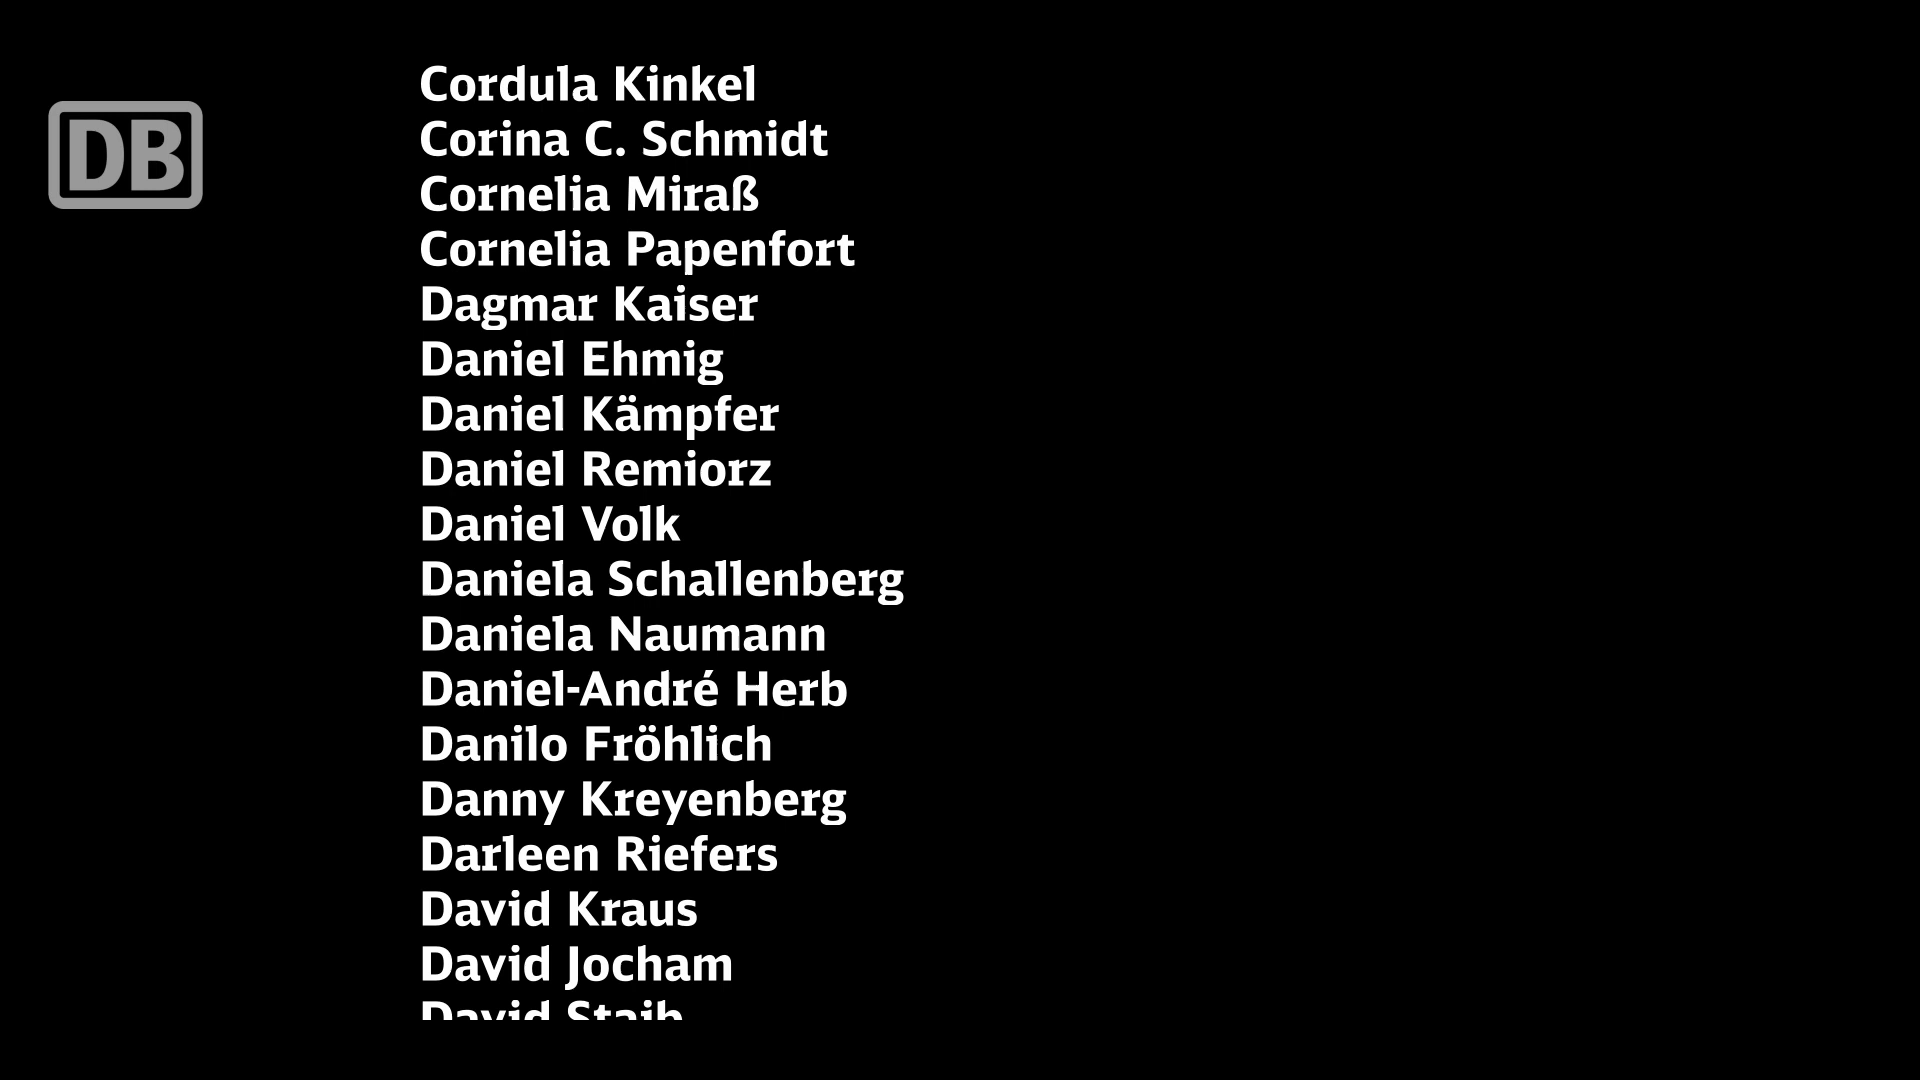 DB
Cordula Kinkel
Corina C. Schmidt
Cornelia Miraß
Cornelia Papenfort
Dagmar Kaiser
Daniel Ehmig
Daniel Kämpfer
Daniel Remiorz
Daniel Volk
Daniela Schallenberg
Daniela Naumann
Daniel-André Herb
Danilo Fröhlich
Danny Kreyenberg
Darleen Riefers
David Kraus
David Jocham
David